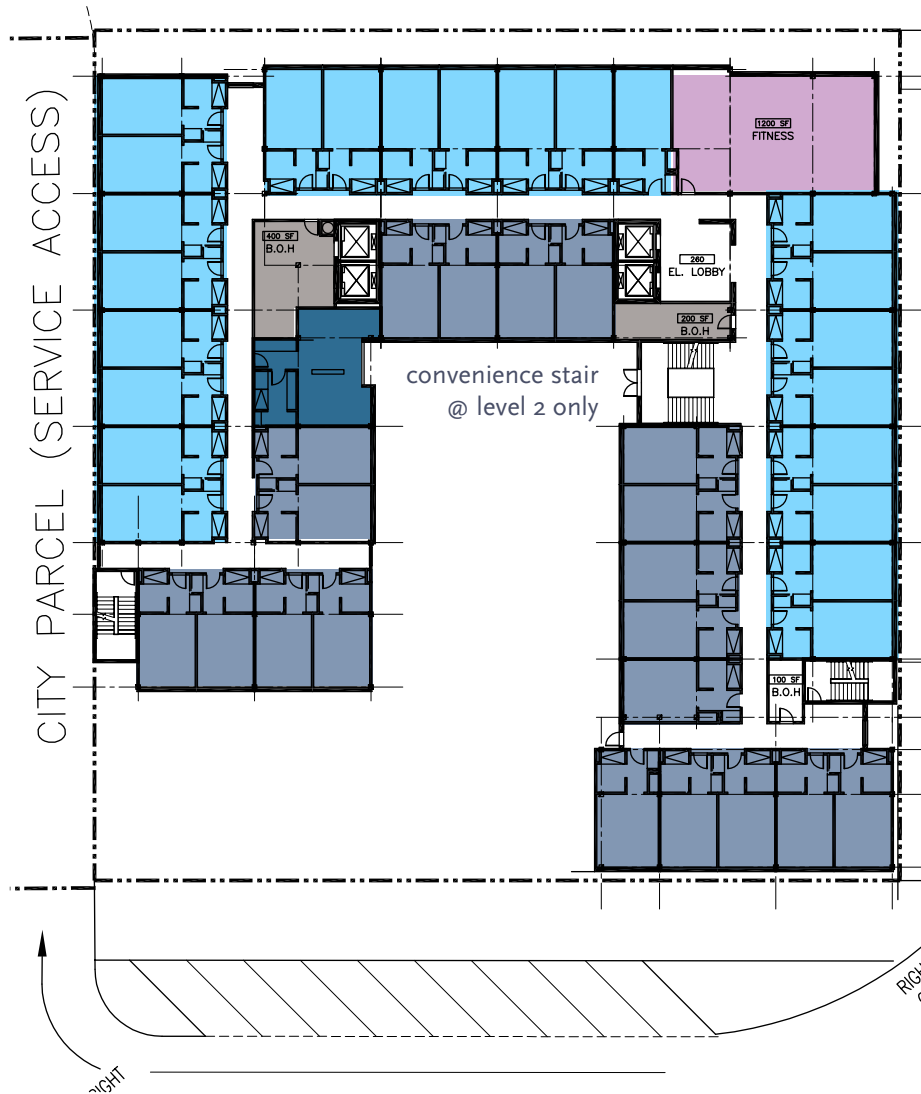 CITY PARCEL (SERVICE ACCESS)
1200 SF
FITNESS
400 SF
B.O.H
260
EL. LOBBY
200 SF
B.O.H
convenience stair
@ level 2 only
100 SF
B.O.H
RIGHT